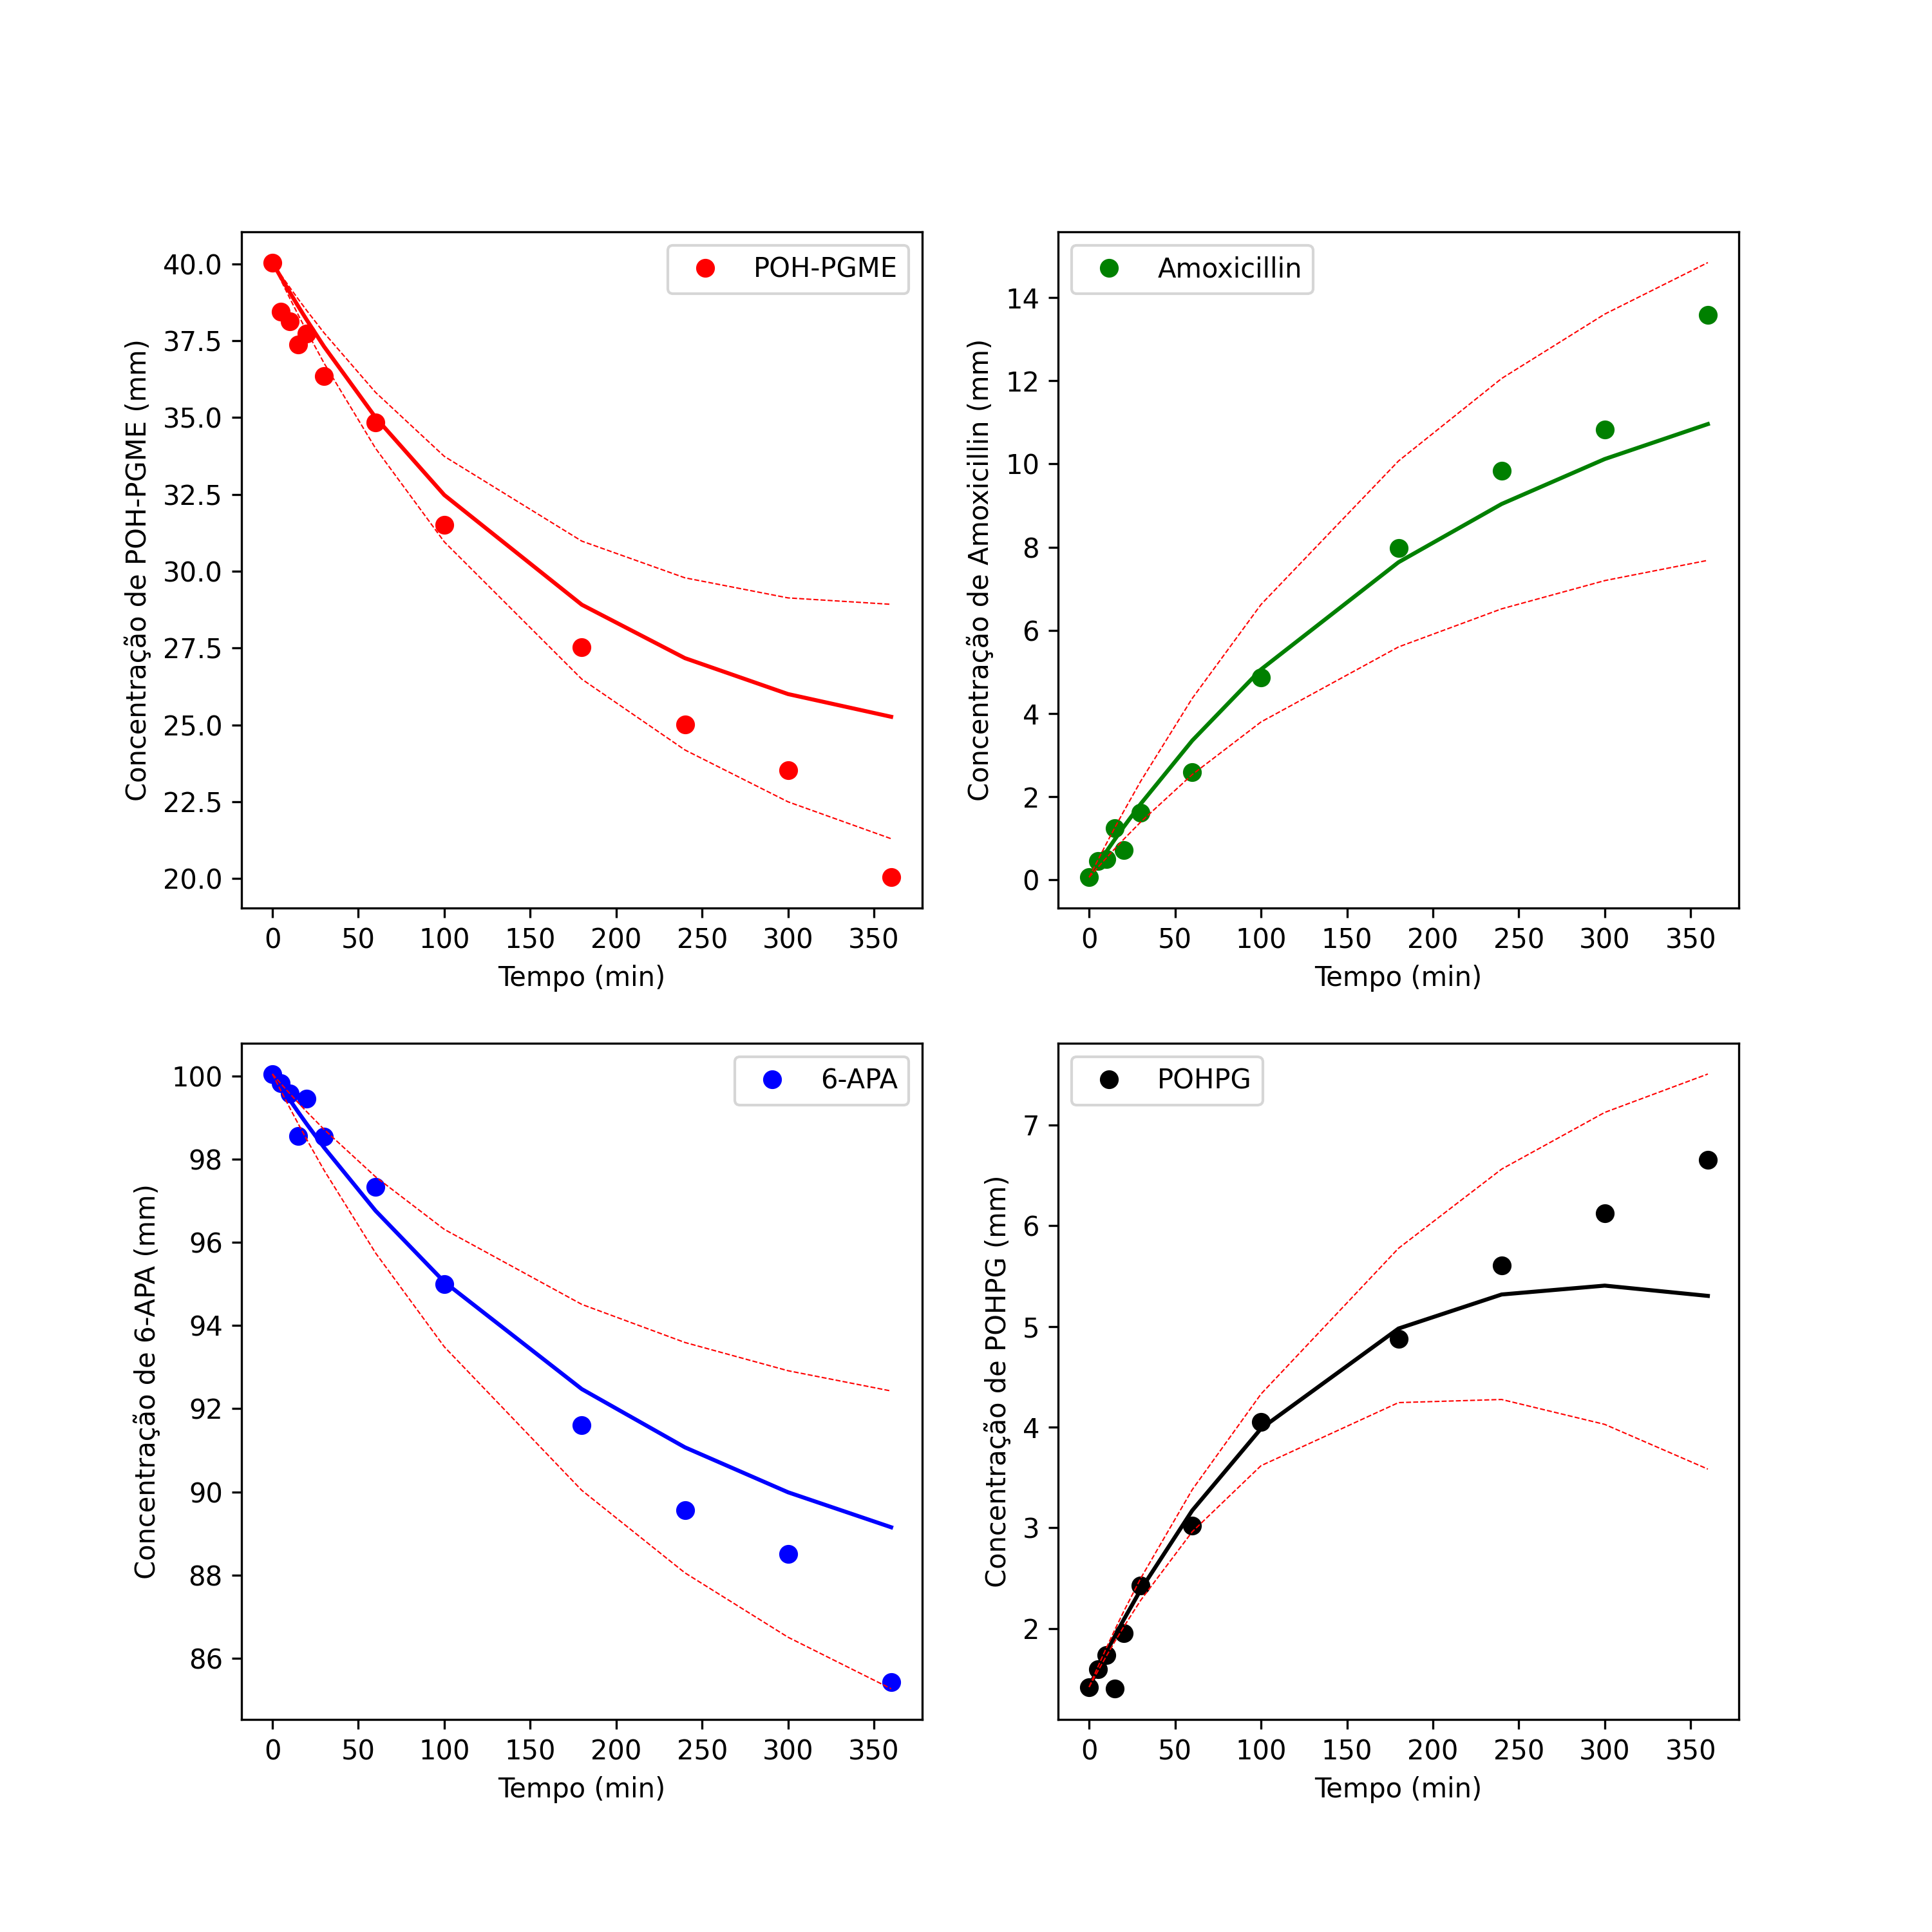 POH-PGME
Concentração de POH-PGME (mm)
40.0
37.5
35.0
32.5
30.0
27.5
25.0
22.5
20.0
0 50 100 150 200 250 300 350
Tempo (min)
Amoxicillin
Concentração de Amoxicillin (mm)
14
12
10
8
6
4
2
0
0 50 100 150 200 250 300 350
Tempo (min)
6-APA
Concentração de 6-APA (mm)
100
98
96
94
92
90
88
86
0 50 100 150 200 250 300 350
Tempo (min)
POHPG
Concentração de POHPG (mm)
7
6
5
4
3
2
0 50 100 150 200 250 300 350
Tempo (min)